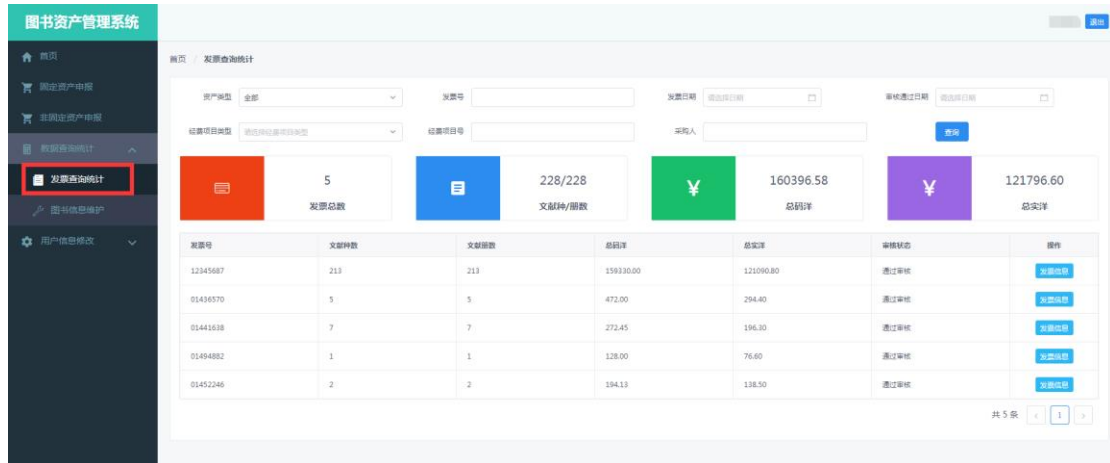 图书资产管理系统
退出
首页
固定资产申报
非固定资产申报
数据查询统计
发票查询统计
图书信息维护
用户信息修改
首页 / 发票查询统计
资产类型 全部 发票号 发票日期 请选择日期 审核通过日期 请选择日期
经费项目类型 请选择经费项目类型 经费项目号 采购人 查询
5 228/228 ¥ 160396.58 ¥ 121796.60
发票总数 文献种/册数 总码洋 总实洋
发票号 文献种数 文献册数 总码洋 总实洋 审核状态 操作
12345687 213 213 159330.00 121090.80 通过审核 发票信息
01436570 5 5 472.00 294.40 通过审核 发票信息
01441638 7 7 272.45 196.30 通过审核 发票信息
01494882 1 1 128.00 76.60 通过审核 发票信息
01452246 2 2 194.13 138.50 通过审核 发票信息
共 5 条 < 1 >